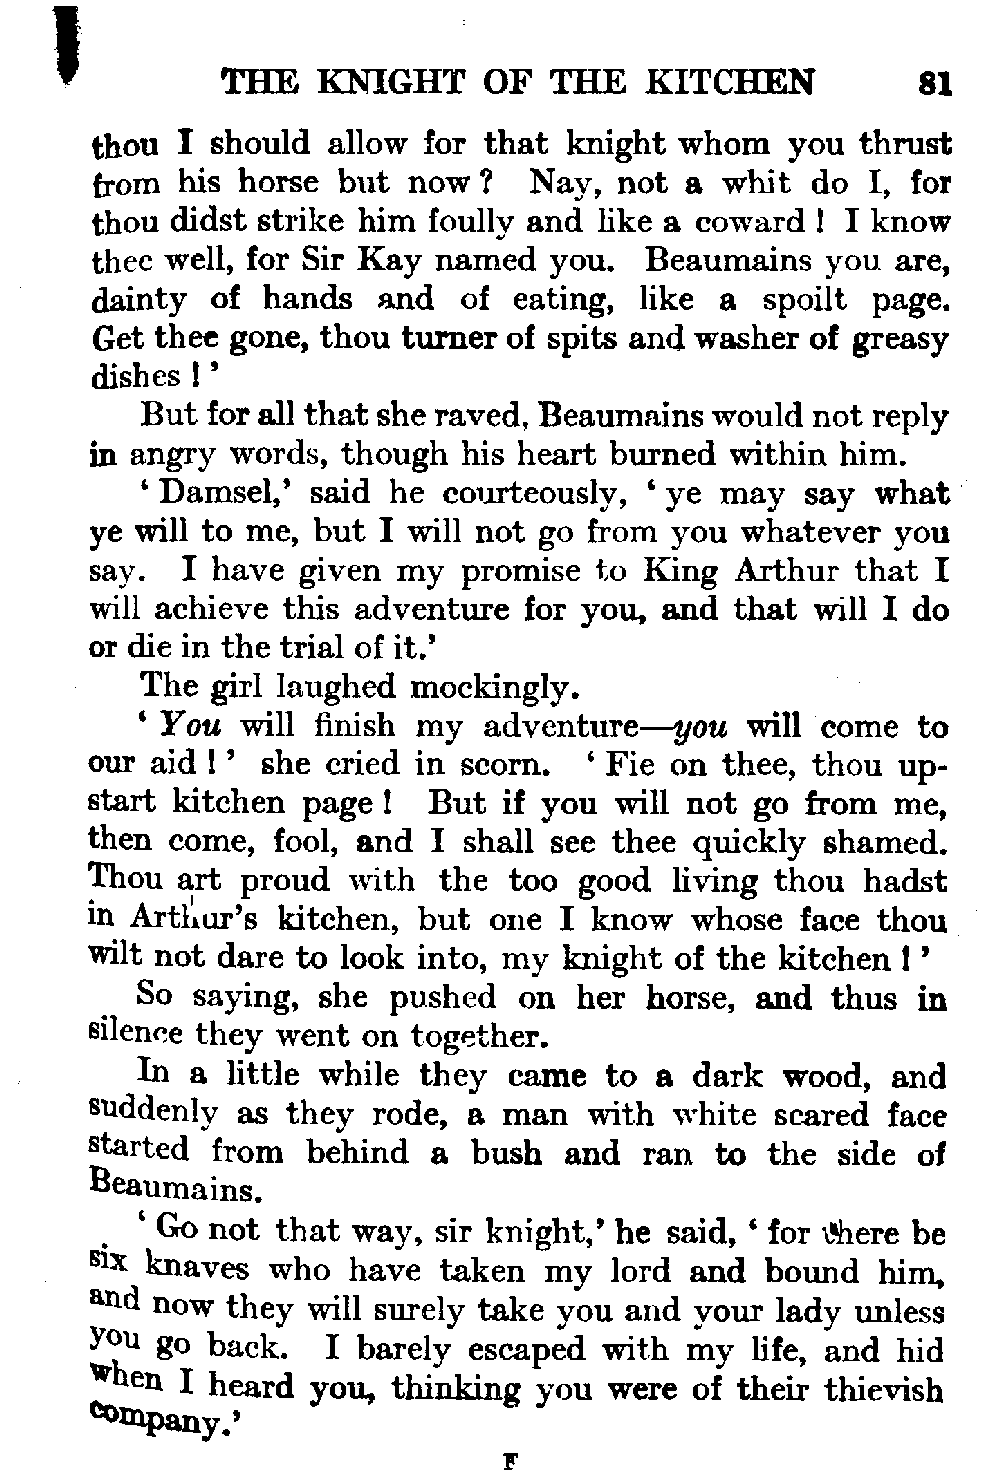 THE KNIGHT OF THE KITCHEN 81
thou I should allow for that knight whom you thrust
from his horse but now? Nay, not a whit do I, for
thou didst strike him foully and like a coward! I know
thee well, for Sir Kay named you. Beaumains you are,
dainty of hands and of eating, like a spoilt page.
Get thee gone, thou turner of spits and washer of greasy
dishes!’
But for all that she raved, Beaumains would not reply
in angry words, though his heart burned within him.
‘Damsel,’ said he courteously, ‘ye may say what
ye will to me, but I will not go from you whatever you
say. I have given my promise to King Arthur that I
will achieve this adventure for you, and that will I do
or die in the trial of it.’
The girl laughed mockingly.
‘You will finish my adventure—you will come to
our aid!’ she cried in scorn. ‘Fie on thee, thou up-
start kitchen page! But if you will not go from me,
then come, fool, and I shall see thee quickly shamed.
Thou art proud with the too good living thou hadst
in Arthur’s kitchen, but one I know whose face thou
wilt not dare to look into, my knight of the kitchen!’
So saying, she pushed on her horse, and thus in
silence they went on together.
In a little while they came to a dark wood, and
suddenly as they rode, a man with white scared face
started from behind a bush and ran to the side of
Beaumains.
‘Go not that way, sir knight,’ he said, ‘for there be
six knaves who have taken my lord and bound him,
and now they will surely take you and your lady unless
you go back. I barely escaped with my life, and hid
when I heard you, thinking you were of their thievish
company.’
F